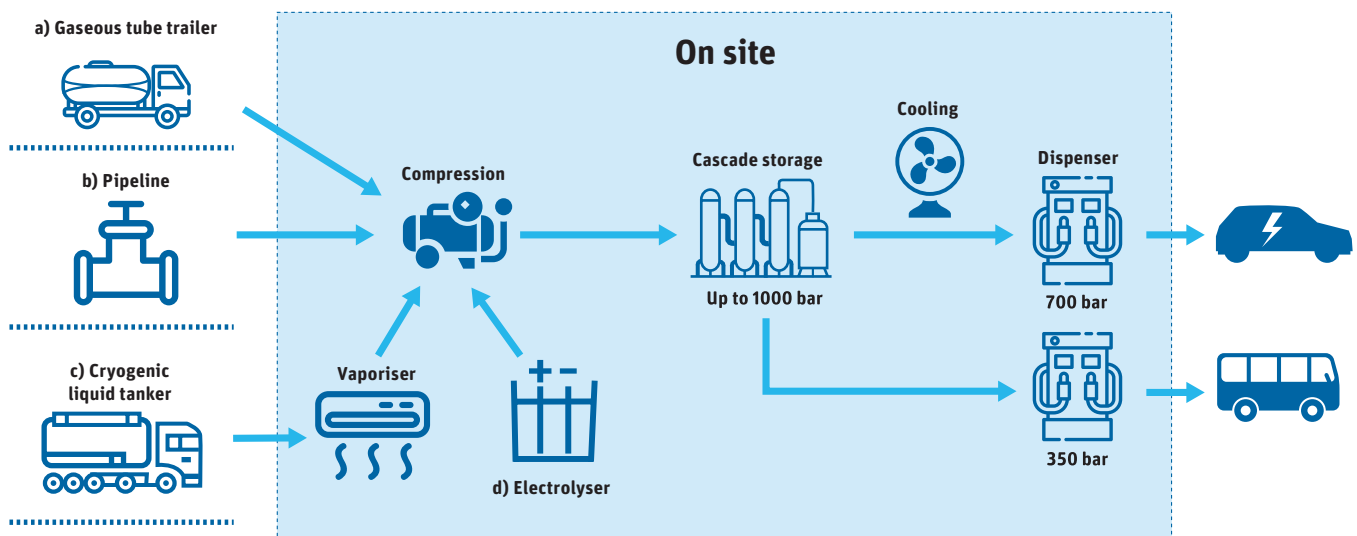 a) Gaseous tube trailer
On site
Cooling
b) Pipeline
Compression
Cascade storage
Dispenser
Up to 1000 bar
700 bar
c) Cryogenic
liquid tanker
Vaporiser
+ −
d) Electrolyser
350 bar